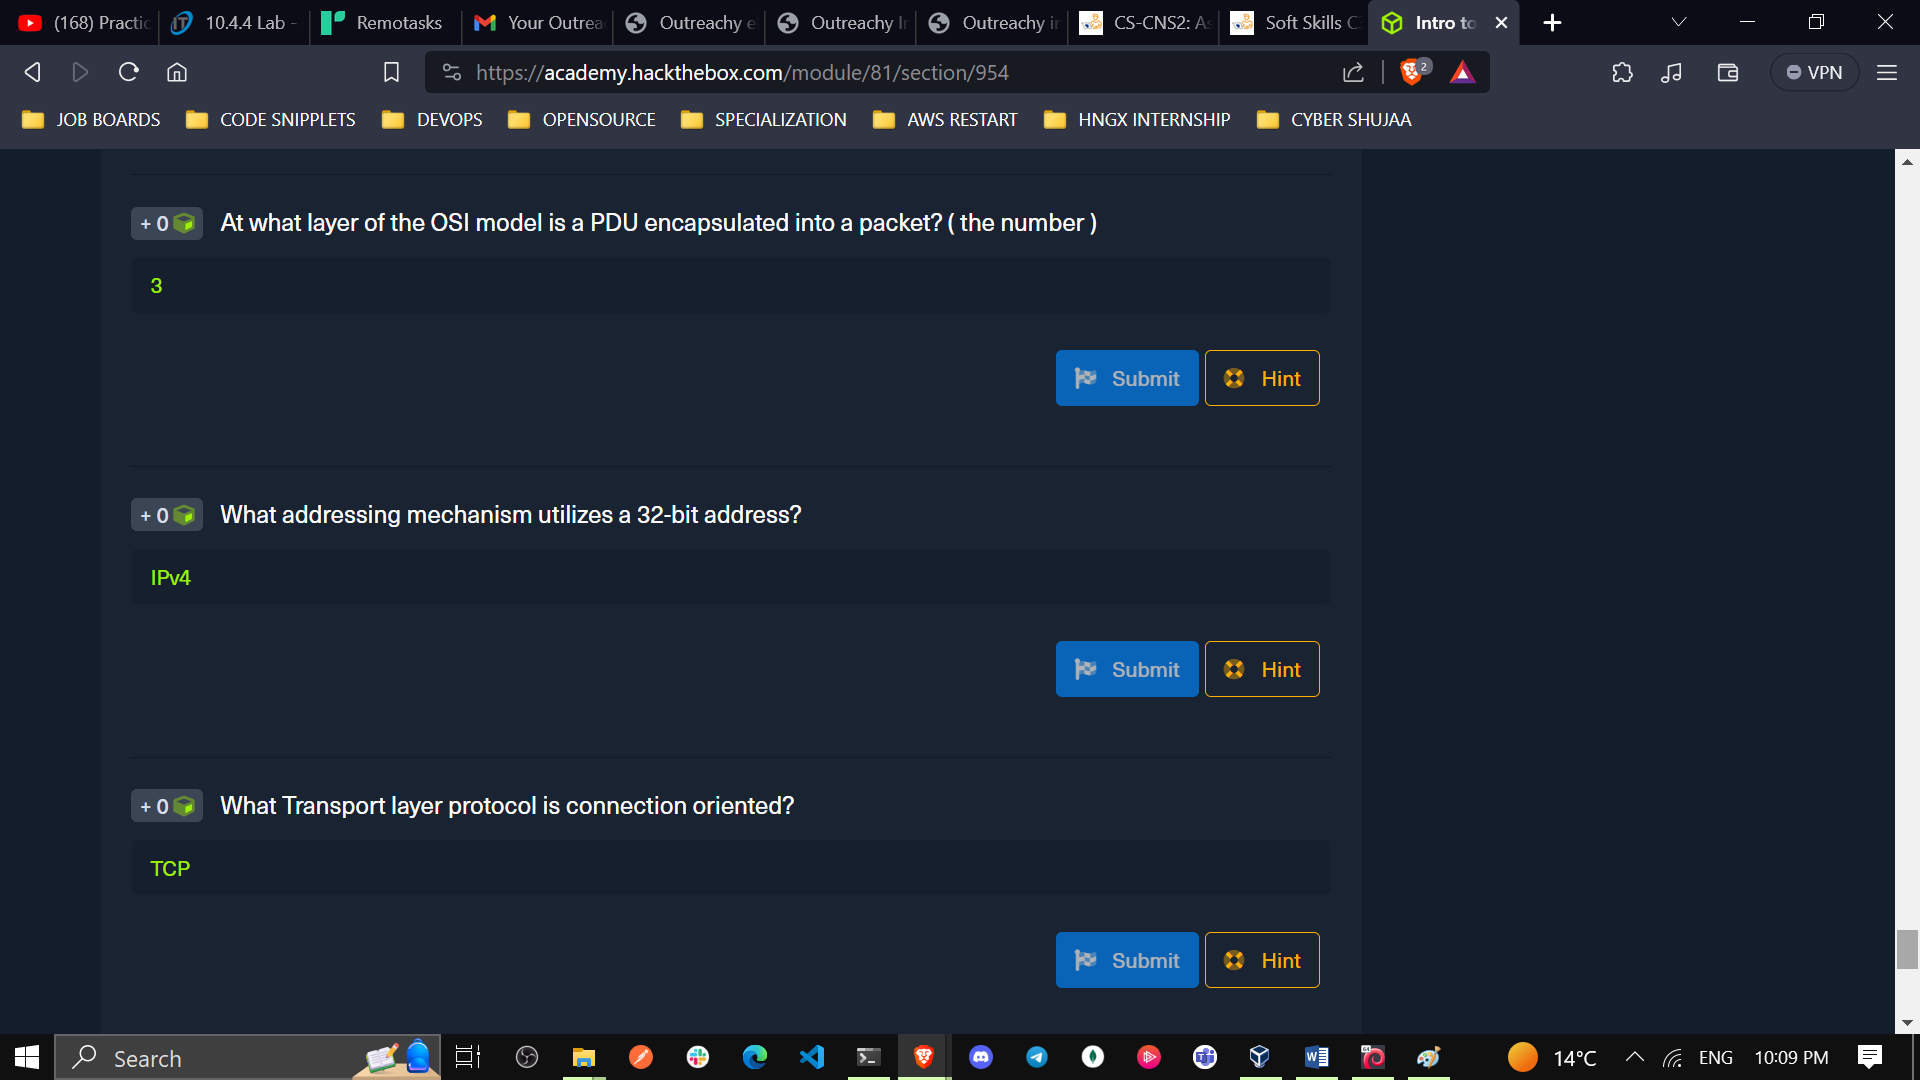 (168) Practic
10.4.4 Lab -
Remotasks
Your Outrea
Outreachy e
Outreachy I
Outreachy in
CS-CNS2: As
Soft Skills C
Intro to
https://academy.hackthebox.com/module/81/section/954
2
VPN
JOB BOARDS
CODE SNIPPLETS
DEVOPS
OPENSOURCE
SPECIALIZATION
AWS RESTART
HNGX INTERNSHIP
CYBER SHUJAA
+ 0 At what layer of the OSI model is a PDU encapsulated into a packet? ( the number )
3
Submit
Hint
+ 0 What addressing mechanism utilizes a 32-bit address?
IPv4
Submit
Hint
+ 0 What Transport layer protocol is connection oriented?
TCP
Submit
Hint
Search
14°C
ENG
10:09 PM